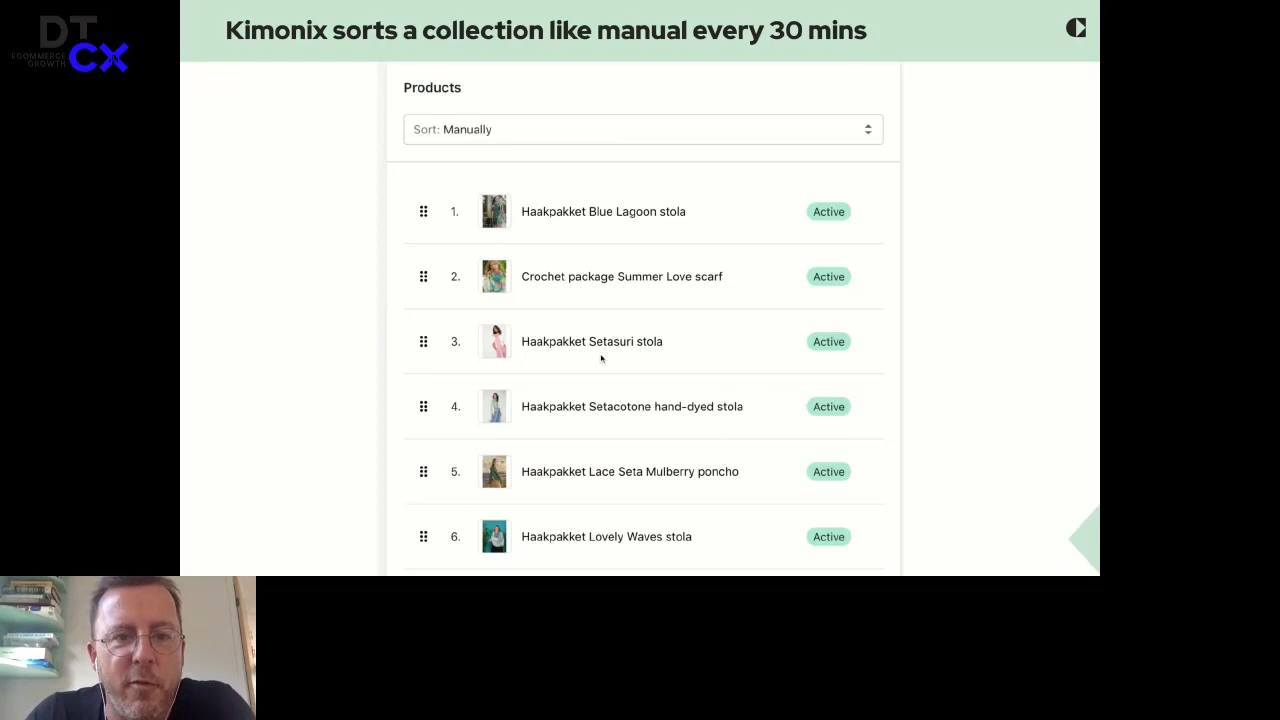 Kimonix sorts a collection like manual every 30 mins
DT
ECOMMERCE
GROWTH
CX
Products
Sort: Manually
1. Haakpakket Blue Lagoon stola Active
2. Crochet package Summer Love scarf Active
3. Haakpakket Setasuri stola Active
4. Haakpakket Setacotone hand-dyed stola Active
5. Haakpakket Lace Seta Mulberry poncho Active
6. Haakpakket Lovely Waves stola Active